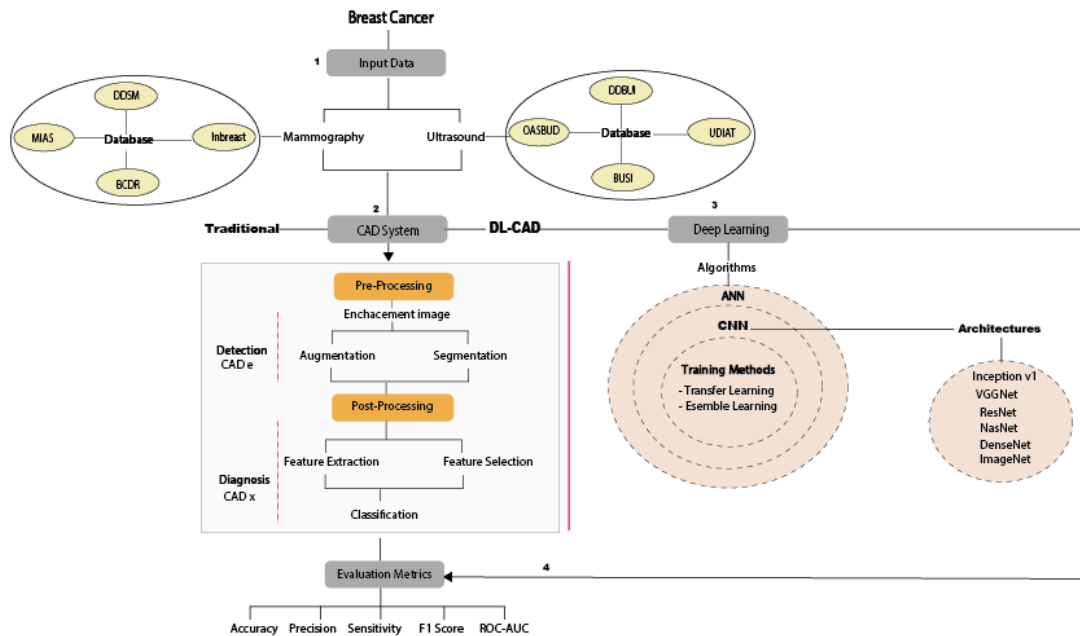 Breast Cancer
1
Input Data
DDSM
MIAS
Database
Inbreast
BCDR
Mammography
Ultrasound
DDBUI
OASBUD
Database
UDIAT
BUSI
2
3
Traditional
CAD System
DL-CAD
Deep Learning
Pre-Processing
Enchacement image
Detection
CAD e
Augmentation
Segmentation
Post-Processing
Feature Extraction
Feature Selection
Diagnosis
CAD x
Classification
Algorithms
ANN
CNN
Training Methods
- Transfer Learning
- Esemble Learning
Architectures
Inception v1
VGGNet
ResNet
NasNet
DenseNet
ImageNet
4
Evaluation Metrics
Accuracy
Precision
Sensitivity
F1 Score
ROC-AUC